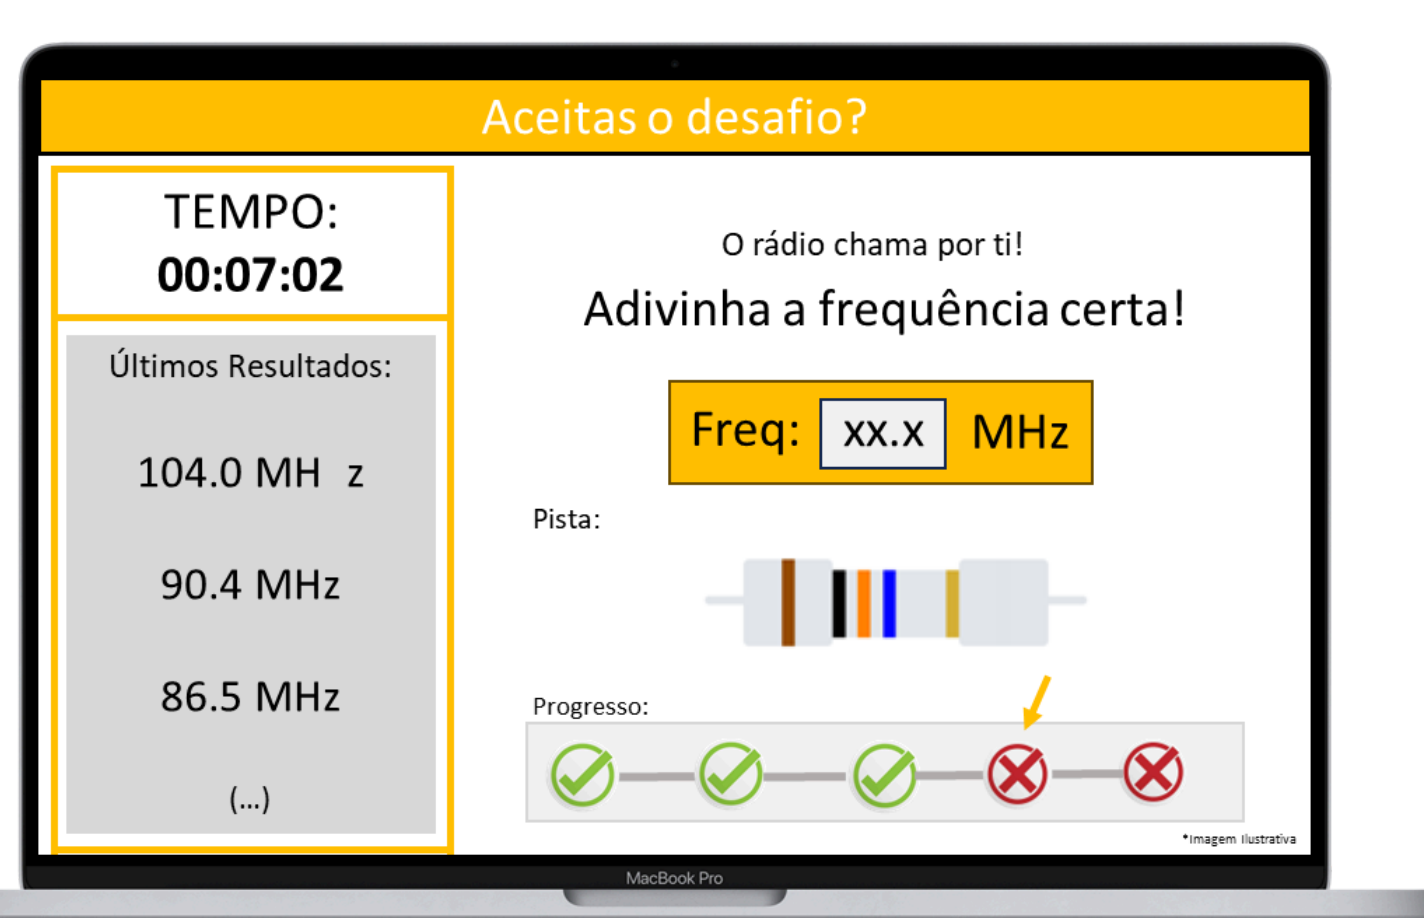 Aceitas o desafio?
TEMPO:
00:07:02
Últimos Resultados:
104.0 MH z
90.4 MHz
86.5 MHz
(...)
O rádio chama por ti!
Adivinha a frequência certa!
Freq: xx.x MHz
Pista:
Progresso:
*Imagem Ilustrativa
MacBook Pro